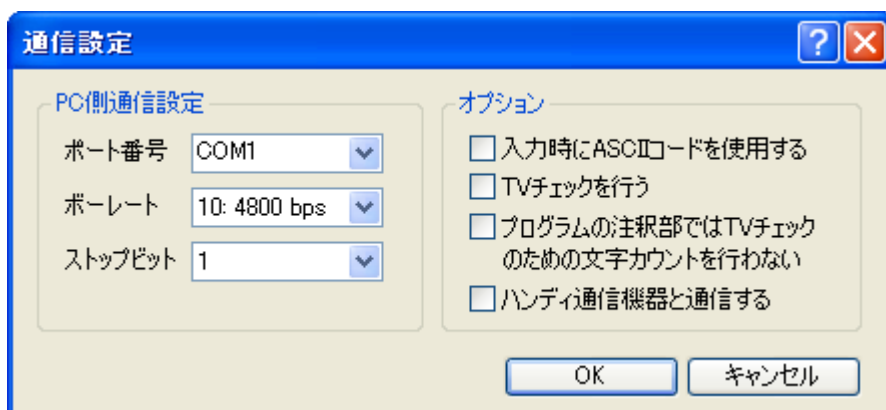 通信設定
PC側通信設定
ポート番号 COM1
ボーレート 10: 4800 bps
ストップビット 1
オプション
入力時にASCIIコードを使用する
TVチェックを行う
プログラムの注釈部ではTVチェック
のための文字カウントを行わない
ハンディ通信機器と通信する
OK キャンセル